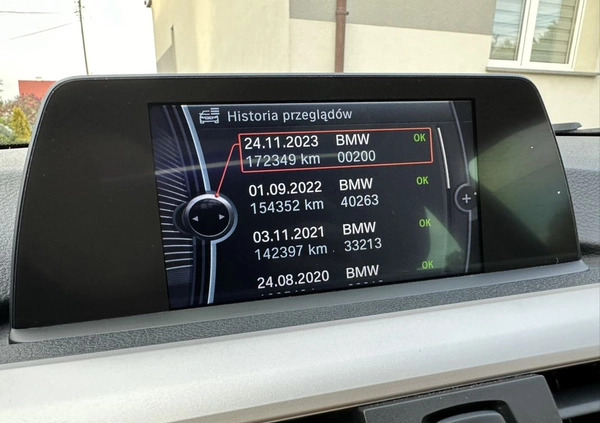 Historia przeglądów
24.11.2023 BMW OK
172349 km 00200
01.09.2022 BMW OK
154352 km 40263
03.11.2021 BMW OK
142397 km 33213
24.08.2020 BMW OK